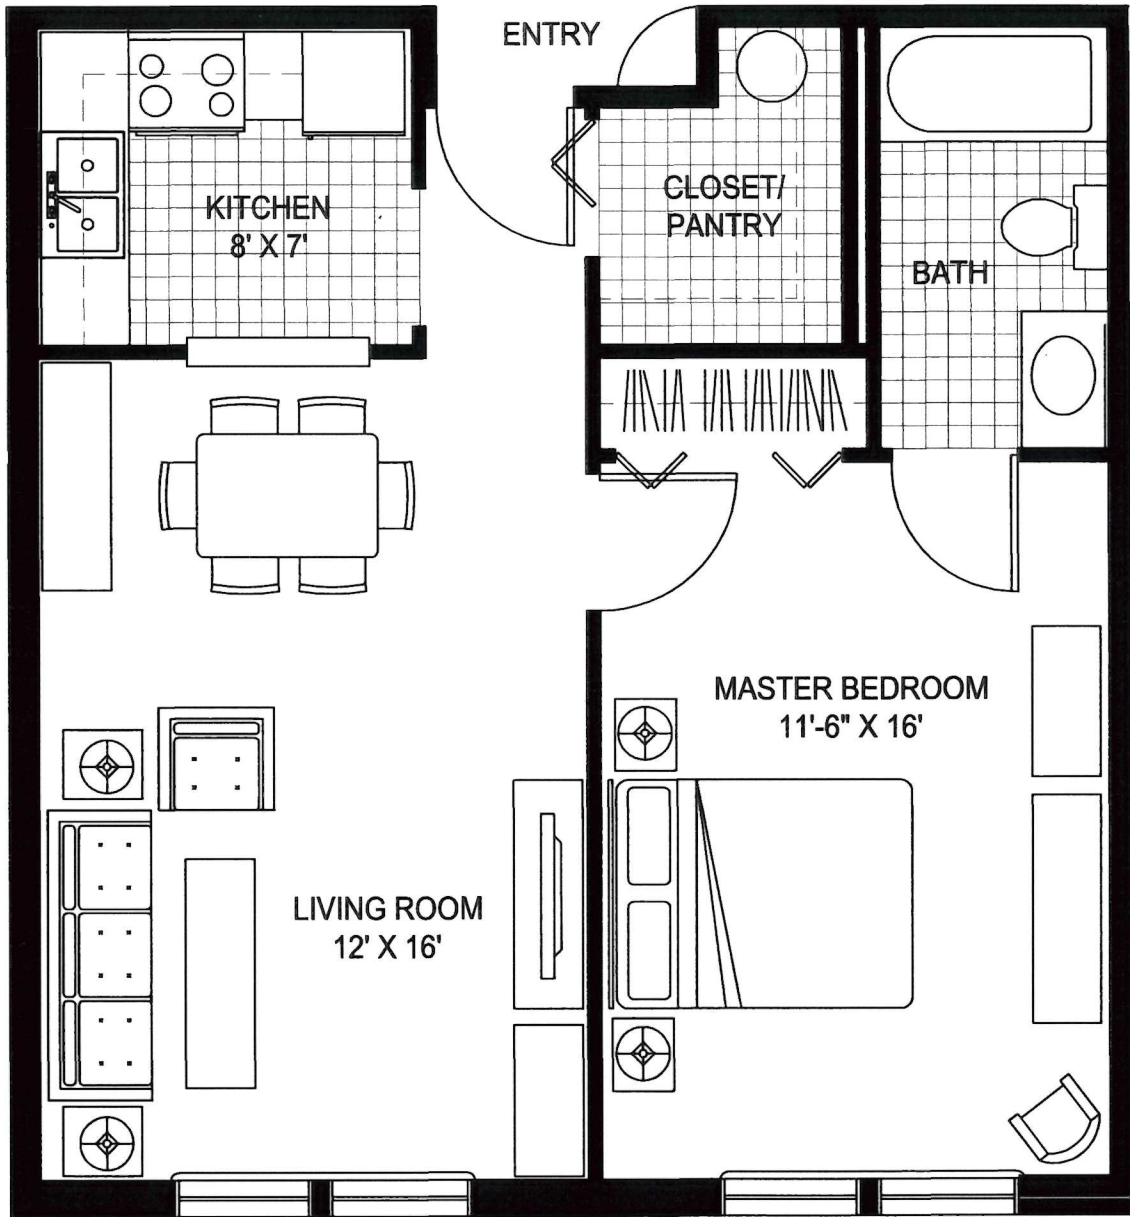 ENTRY
KITCHEN
8' X 7'
CLOSET/
PANTRY
BATH
MASTER BEDROOM
11'-6" X 16'
LIVING ROOM
12' X 16'